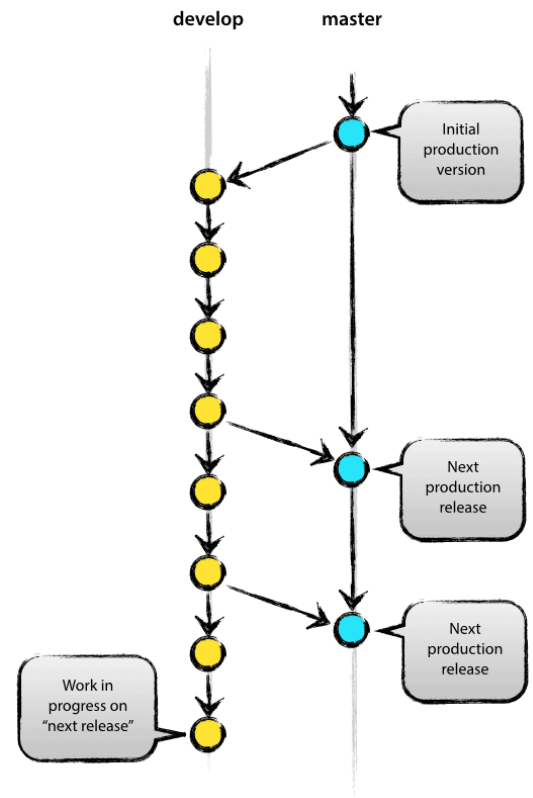 develop
master
Initial
production
version
Next
production
release
Next
production
release
Work in
progress on
“next release”